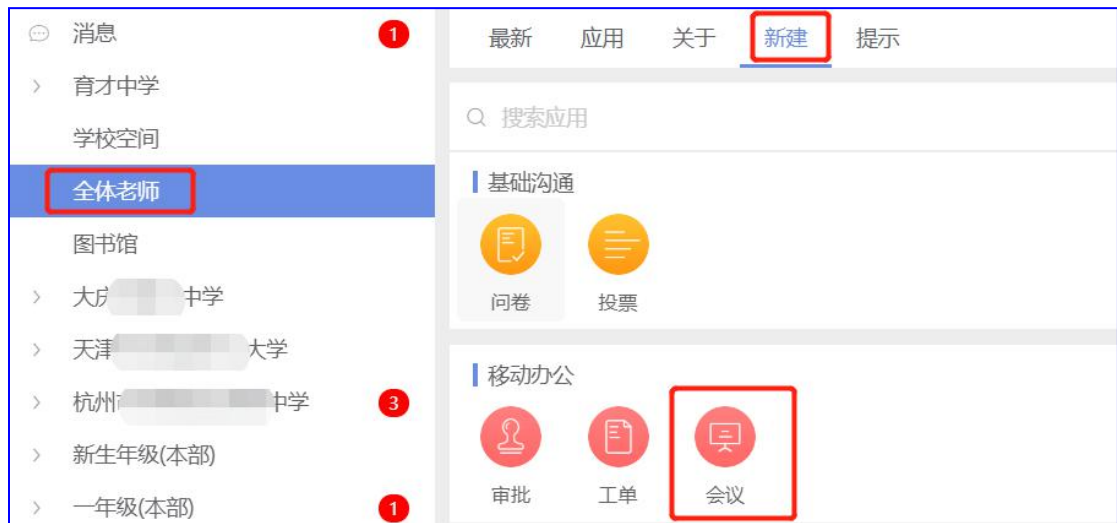 消息
1
育才中学
学校空间
全体老师
图书馆
大庆 中学
天津 大学
杭州 中学
3
新生年级(本部)
一年级(本部)
1
最新 应用 关于 新建 提示
搜索应用
基础沟通
问卷 投票
移动办公
审批 工单 会议